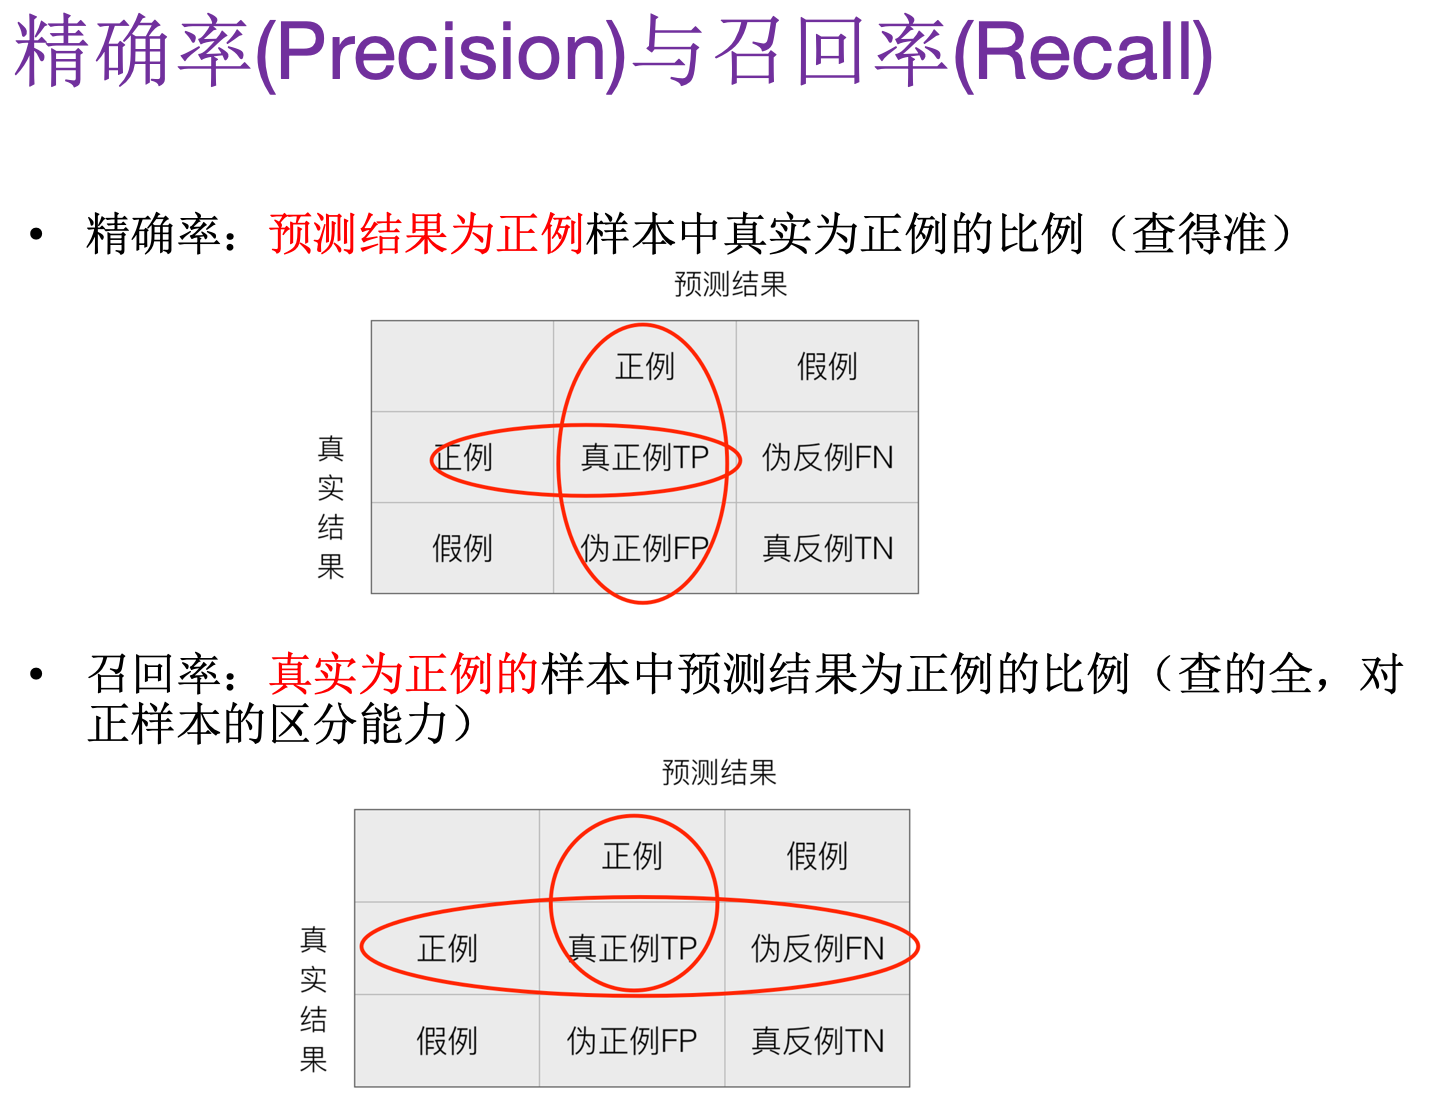 精确率(Precision)与召回率(Recall)
• 精确率：预测结果为正例样本中真实为正例的比例（查得准）
预测结果
正例 假例
真实结果
正例 真正例TP 伪反例FN
假例 伪正例FP 真反例TN
• 召回率：真实为正例的样本中预测结果为正例的比例（查的全，对
正样本的区分能力）
预测结果
正例 假例
真实结果
正例 真正例TP 伪反例FN
假例 伪正例FP 真反例TN